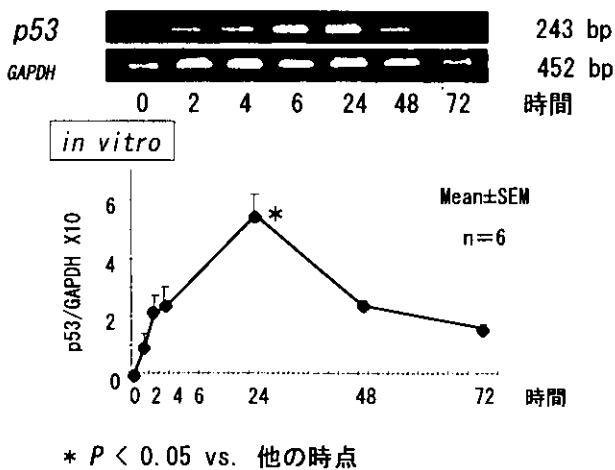 p53 243 bp
GAPDH 452 bp
0 2 4 6 24 48 72 時間
in vitro
p53/GAPDH X10
6
4
2
0
Mean±SEM
n=6
*
0 2 4 6 24 48 72 時間
* P < 0.05 vs. 他の時点